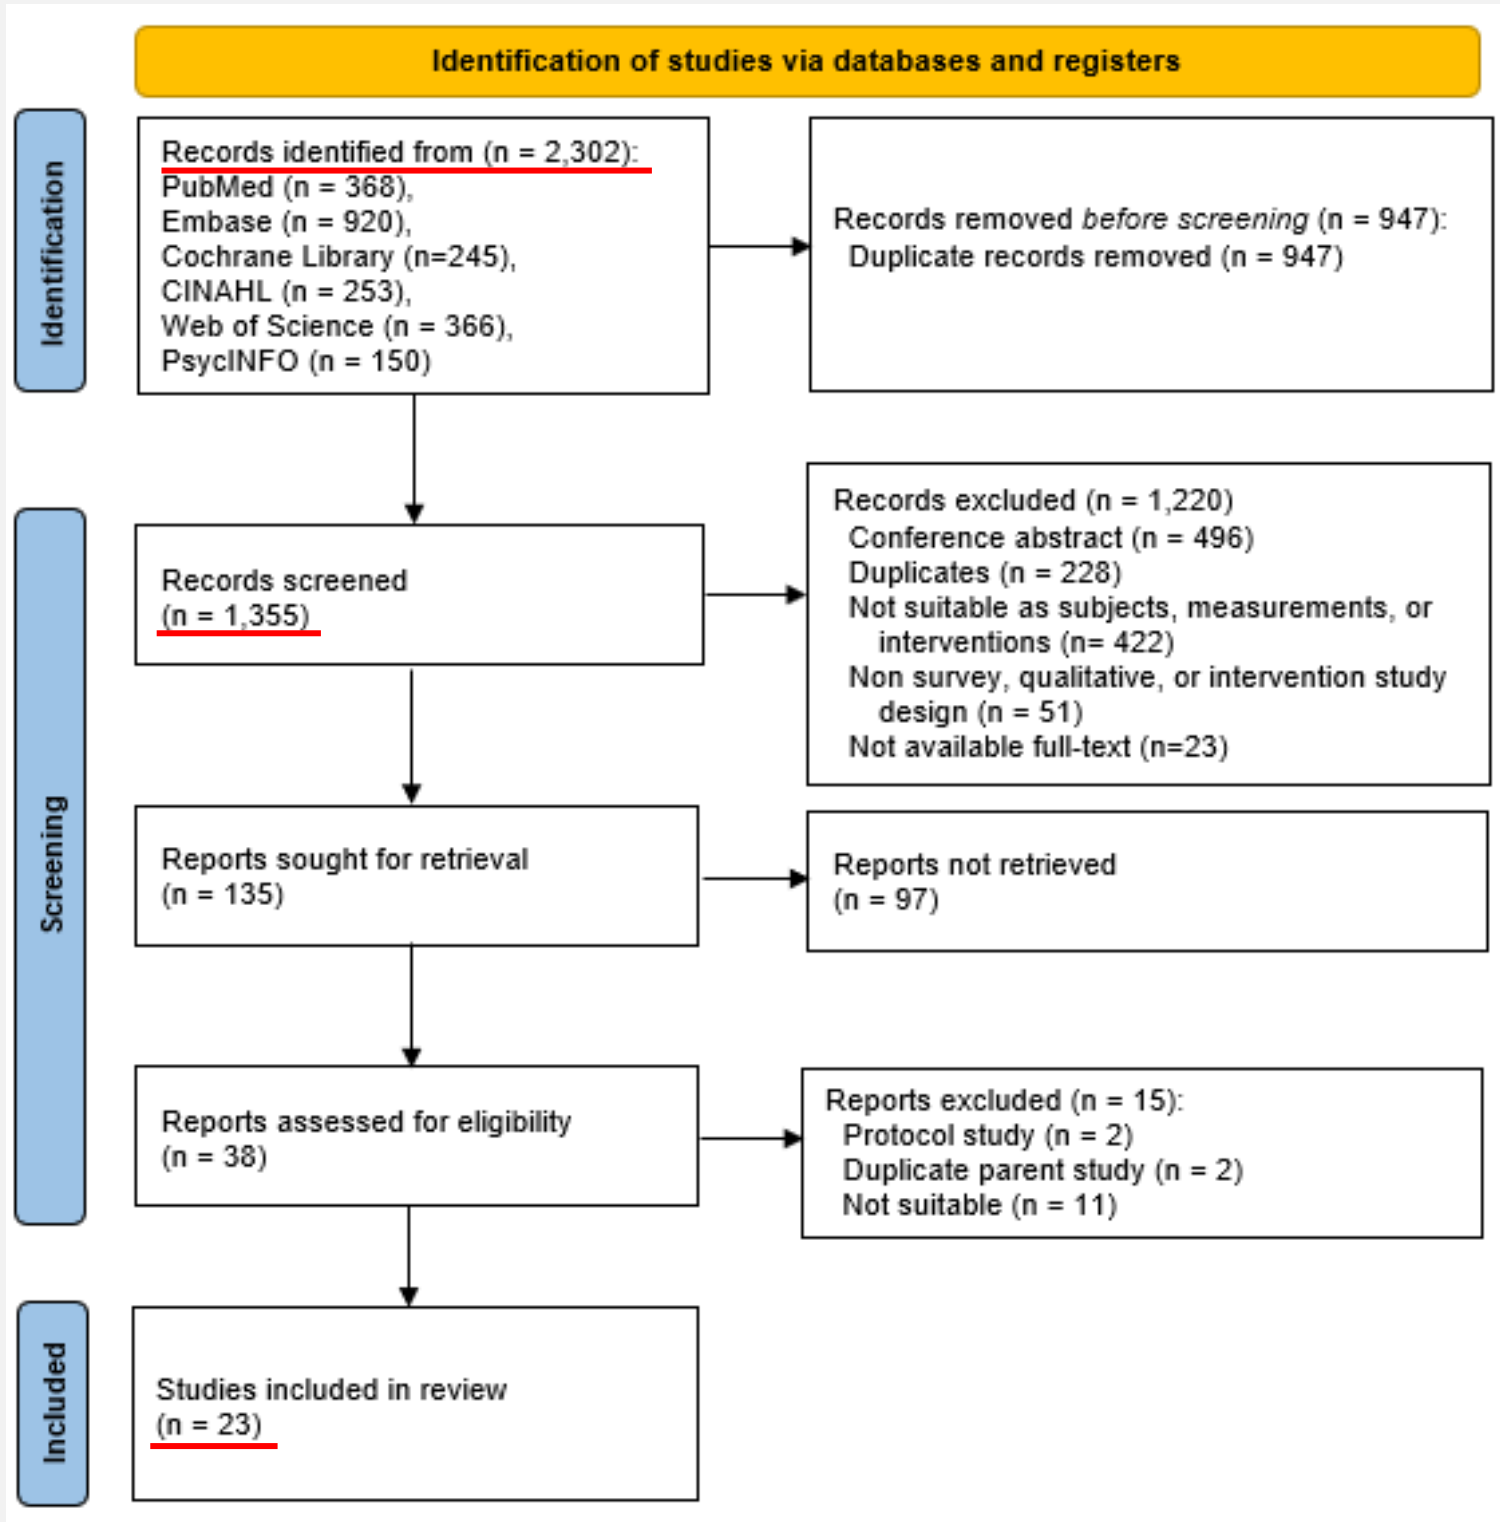 Identification of studies via databases and registers
Identification
Records identified from (n = 2,302):
PubMed (n = 368),
Embase (n = 920),
Cochrane Library (n=245),
CINAHL (n = 253),
Web of Science (n = 366),
PsycINFO (n = 150)
Records removed before screening (n = 947):
Duplicate records removed (n = 947)
Screening
Records screened
(n = 1,355)
Records excluded (n = 1,220)
Conference abstract (n = 496)
Duplicates (n = 228)
Not suitable as subjects, measurements, or
interventions (n= 422)
Non survey, qualitative, or intervention study
design (n = 51)
Not available full-text (n=23)
Reports sought for retrieval
(n = 135)
Reports not retrieved
(n = 97)
Reports assessed for eligibility
(n = 38)
Reports excluded (n = 15):
Protocol study (n = 2)
Duplicate parent study (n = 2)
Not suitable (n = 11)
Included
Studies included in review
(n = 23)